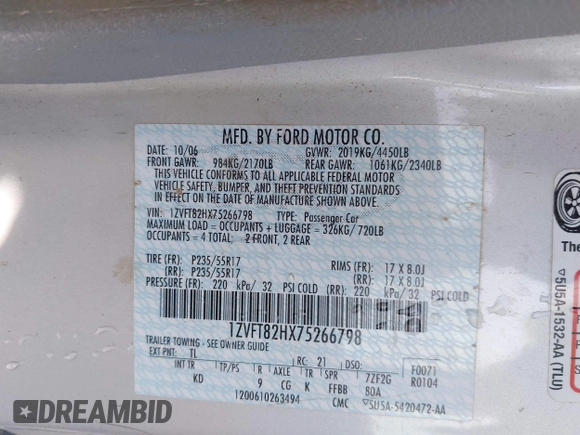 MFD. BY FORD MOTOR CO.
DATE: 10/06 GVWR: 2019KG/4450LB
FRONT GAWR: 984KG/2170LB REAR GAWR: 1061KG/2340LB
THIS VEHICLE CONFORMS TO ALL APPLICABLE FEDERAL MOTOR
VEHICLE SAFETY, BUMPER, AND THEFT PREVENTION STANDARDS
IN EFFECT ON THE DATE OF MANUFACTURE SHOWN ABOVE.
VIN: 1ZVFT82HX75266798 TYPE: Passenger Car
MAXIMUM LOAD = OCCUPANTS + LUGGAGE = 326KG/720LB
OCCUPANTS = 4 TOTAL: 2 FRONT, 2 REAR
TIRE (FR): P235/55R17 RIMS (FR): 17 X 8.0J
(RR): P235/55R17 (RR): 17 X 8.0J
PRESSURE (FR): 220 kPa/ 32 PSI COLD (RR) 220 kPa/ 32 PSI COLD
1ZVFT82HX75266798
TRAILER TOWING - SEE OWNER GUIDE
EXT PNT: TL RC: 21 DSO: F0071
INT TR TP/PS R AXLE TR SPR 7ZF2G R0104
KD 9 CG K FFBB 80A
1200610263494 CMC ▽5U5A-5420472-AA
The
▽5U5A-1532-AA (TLU)
EPICVIN.COM